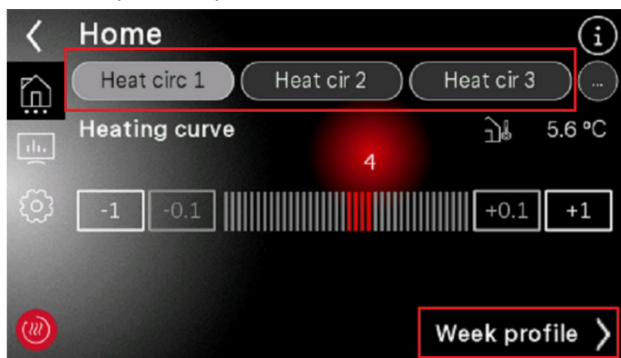 Home
Heat circ 1 Heat cir 2 Heat cir 3 ...
Heating curve 5.6 °C
4
-1 -0.1 +0.1 +1
Week profile